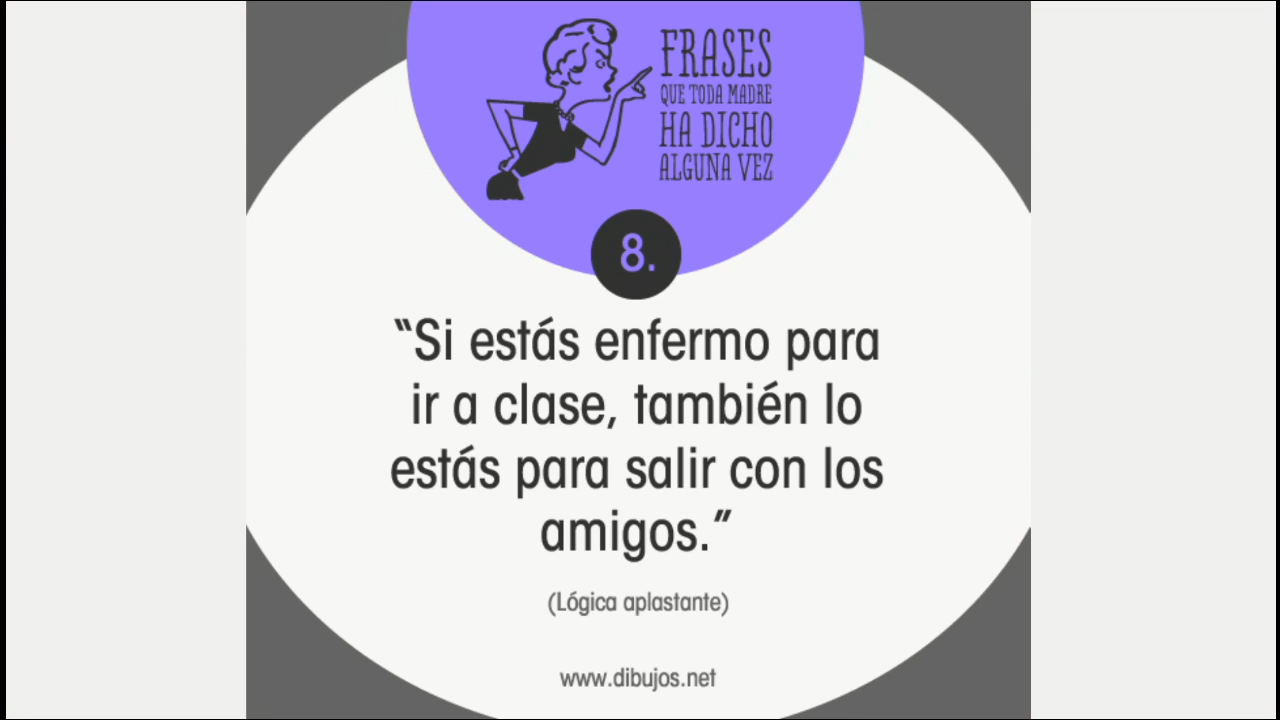 FRASES
QUE TODA MADRE
HA DICHO
ALGUNA VEZ
8.
“Si estás enfermo para
ir a clase, también lo
estás para salir con los
amigos.”
(Lógica aplastante)
www.dibujos.net